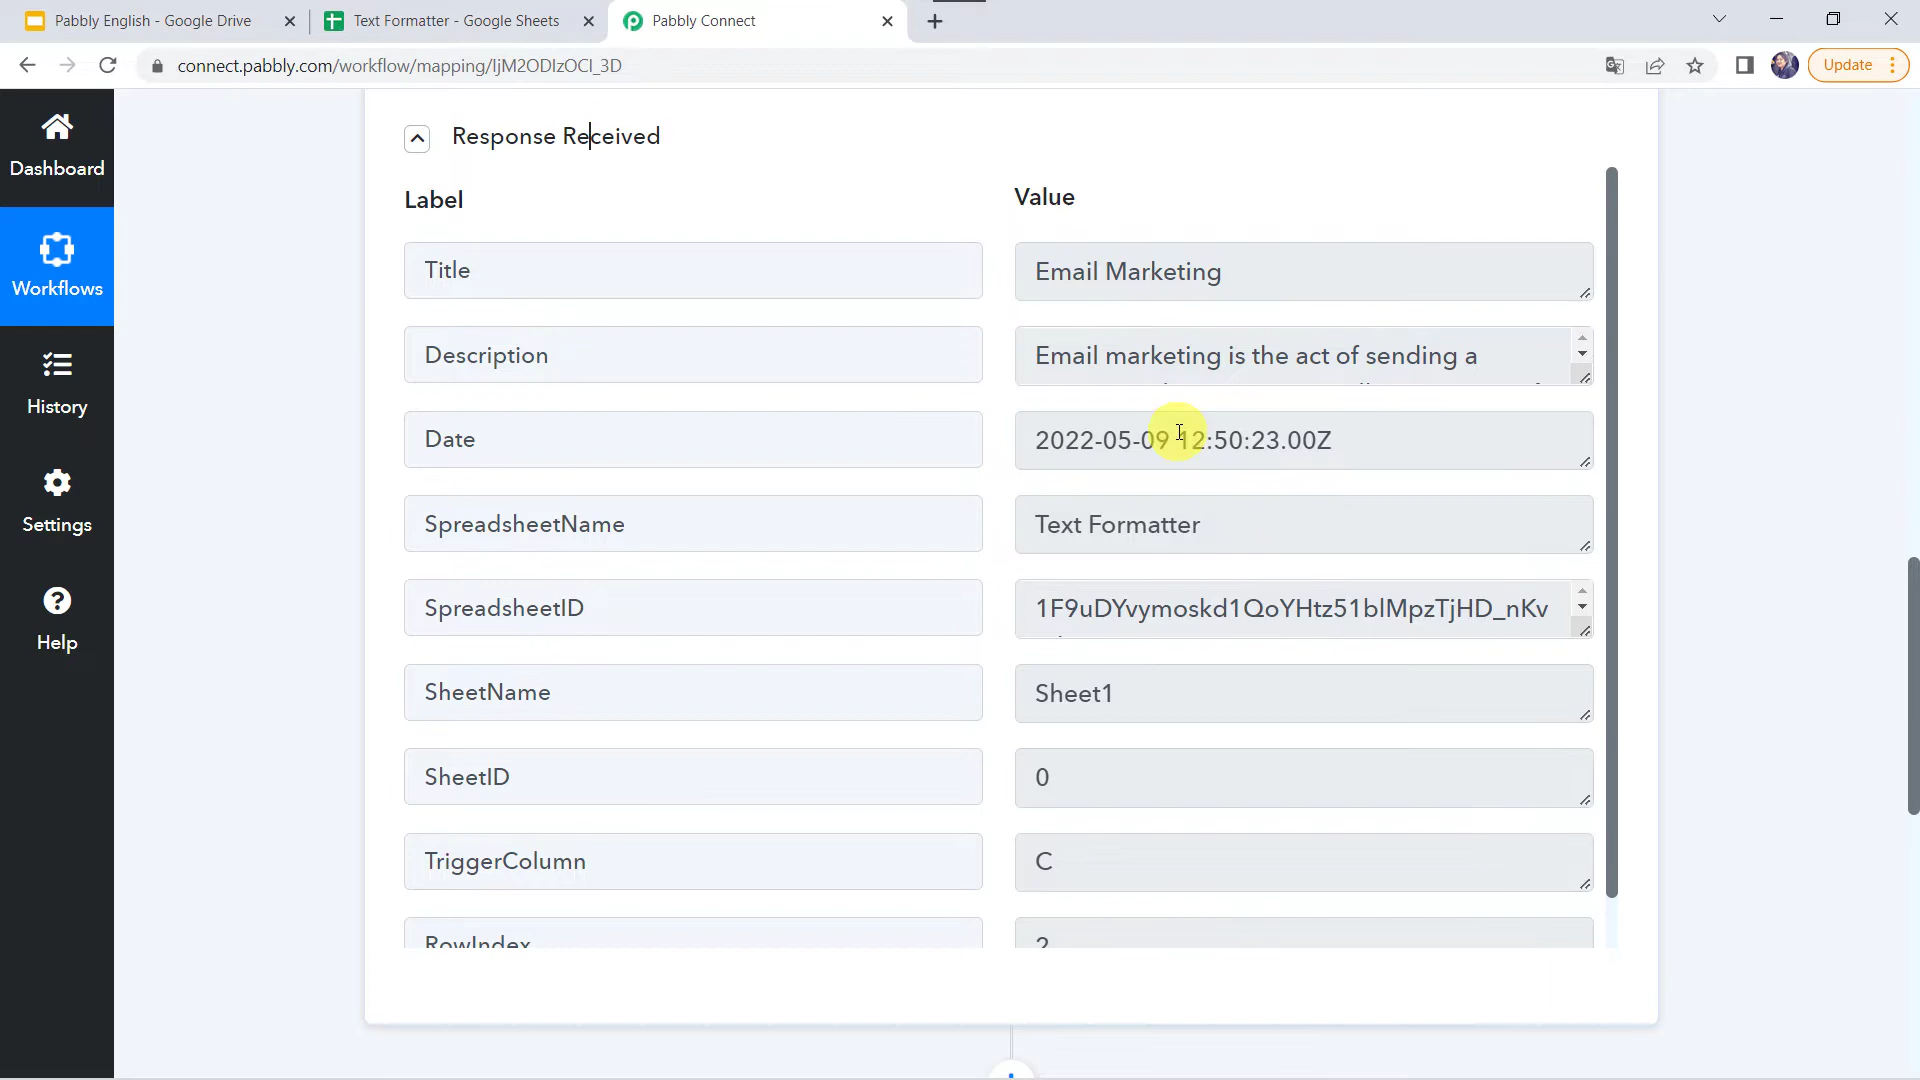 Pabbly English - Google Drive
Text Formatter - Google Sheets
Pabbly Connect
connect.pabbly.com/workflow/mapping/IjM2ODIzOCI_3D
Update
Dashboard
Workflows
History
Settings
Help
Response Received
Label
Value
Title
Email Marketing
Description
Email marketing is the act of sending a
Date
2022-05-09 12:50:23.00Z
SpreadsheetName
Text Formatter
SpreadsheetID
1F9uDYvymoskd1QoYHtz51blMpzTjHD_nKv
SheetName
Sheet1
SheetID
0
TriggerColumn
C
RowIndex
2